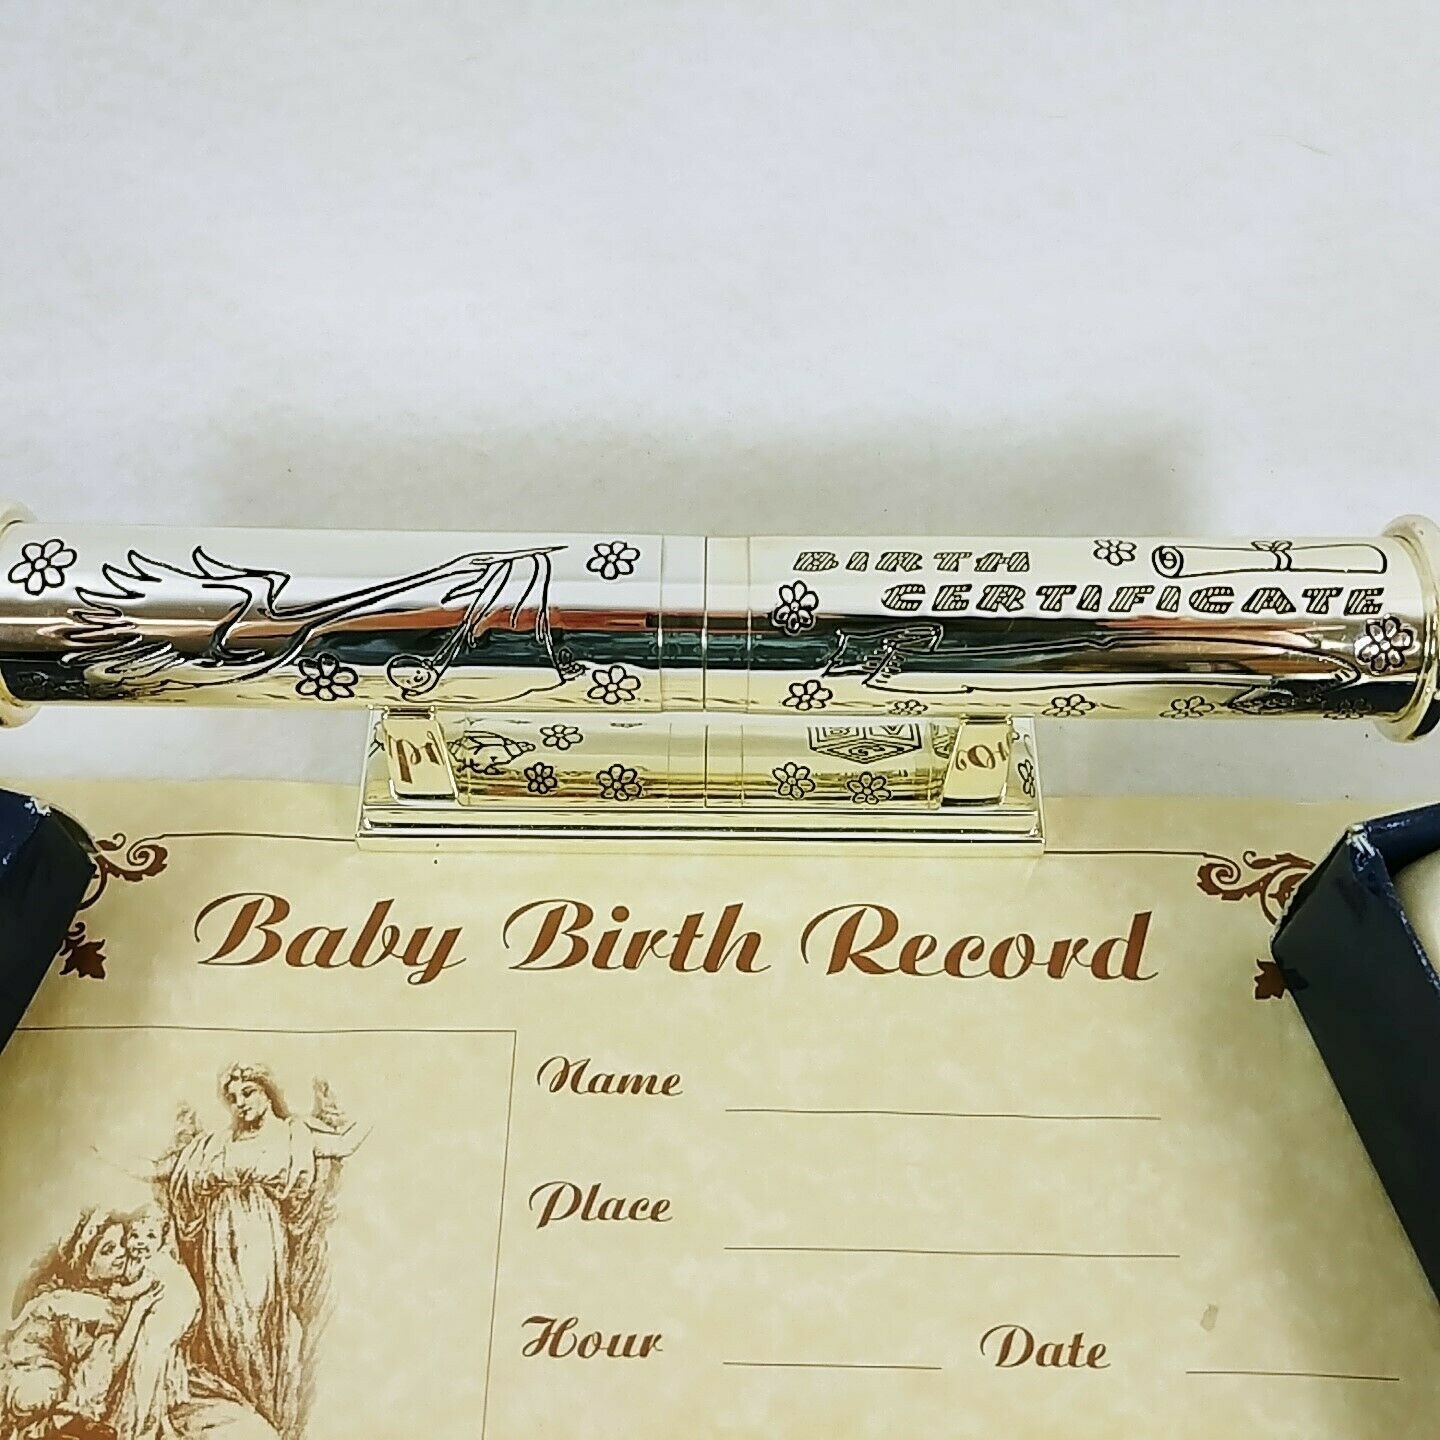 BIRTH
CERTIFICATE
Baby Birth Record
Name
Place
Hour Date